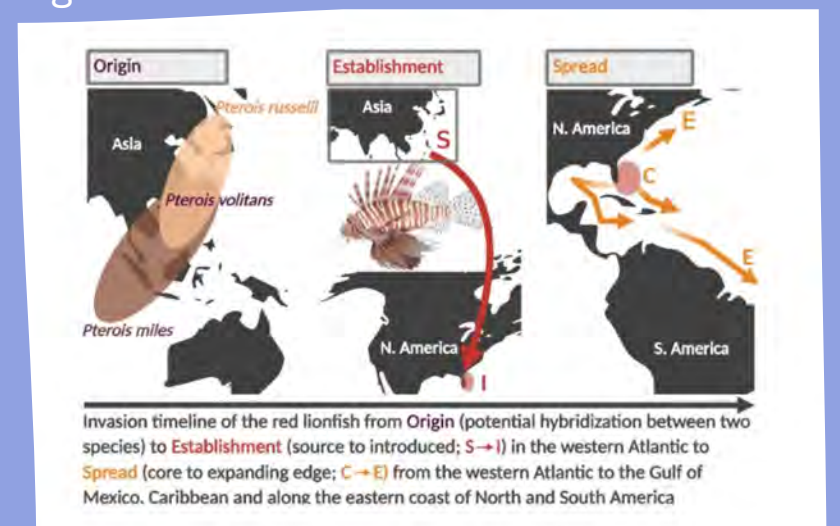 Origin
Establishment
Spread
Pterois russelii
Asia
Pterois volitans
Pterois miles
Asia
S
N. America
I
N. America
E
C
E
S. America
Invasion timeline of the red lionfish from Origin (potential hybridization between two
species) to Establishment (source to introduced; S→I) in the western Atlantic to
Spread (core to expanding edge; C→E) from the western Atlantic to the Gulf of
Mexico, Caribbean and along the eastern coast of North and South America